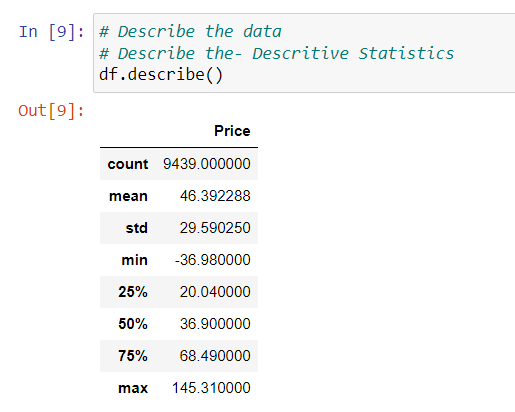 In [9]: # Describe the data
# Describe the- Descritive Statistics
df.describe()
Out[9]:
Price
count 9439.000000
mean 46.392288
std 29.590250
min -36.980000
25% 20.040000
50% 36.900000
75% 68.490000
max 145.310000